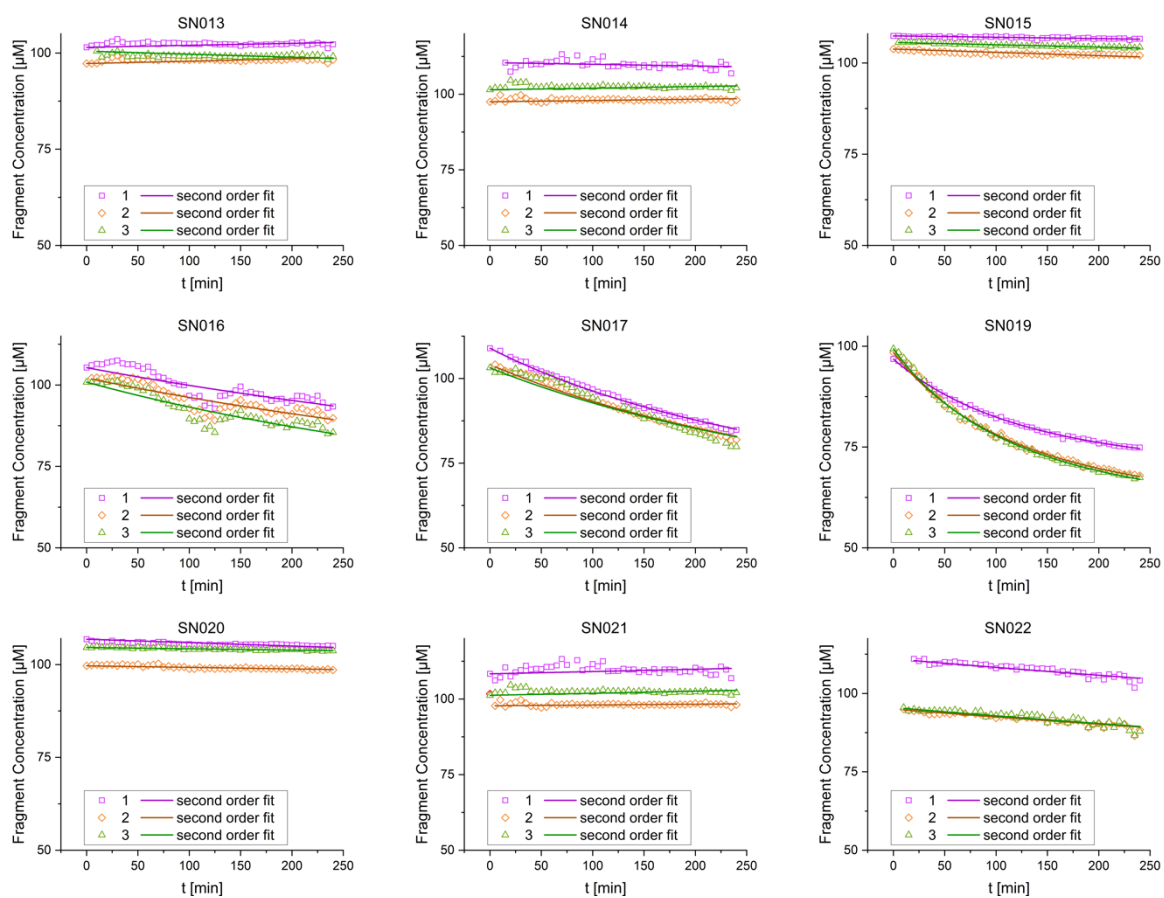 SN013
Fragment Concentration [µM]
100
75
50
1 second order fit
2 second order fit
3 second order fit
0 50 100 150 200 250
t [min]
SN014
Fragment Concentration [µM]
100
75
50
1 second order fit
2 second order fit
3 second order fit
0 50 100 150 200 250
t [min]
SN015
Fragment Concentration [µM]
100
75
50
1 second order fit
2 second order fit
3 second order fit
0 50 100 150 200 250
t [min]
SN016
Fragment Concentration [µM]
100
75
50
1 second order fit
2 second order fit
3 second order fit
0 50 100 150 200 250
t [min]
SN017
Fragment Concentration [µM]
100
75
50
1 second order fit
2 second order fit
3 second order fit
0 50 100 150 200 250
t [min]
SN019
Fragment Concentration [µM]
100
75
50
1 second order fit
2 second order fit
3 second order fit
0 50 100 150 200 250
t [min]
SN020
Fragment Concentration [µM]
100
75
50
1 second order fit
2 second order fit
3 second order fit
0 50 100 150 200 250
t [min]
SN021
Fragment Concentration [µM]
100
75
50
1 second order fit
2 second order fit
3 second order fit
0 50 100 150 200 250
t [min]
SN022
Fragment Concentration [µM]
100
75
50
1 second order fit
2 second order fit
3 second order fit
0 50 100 150 200 250
t [min]